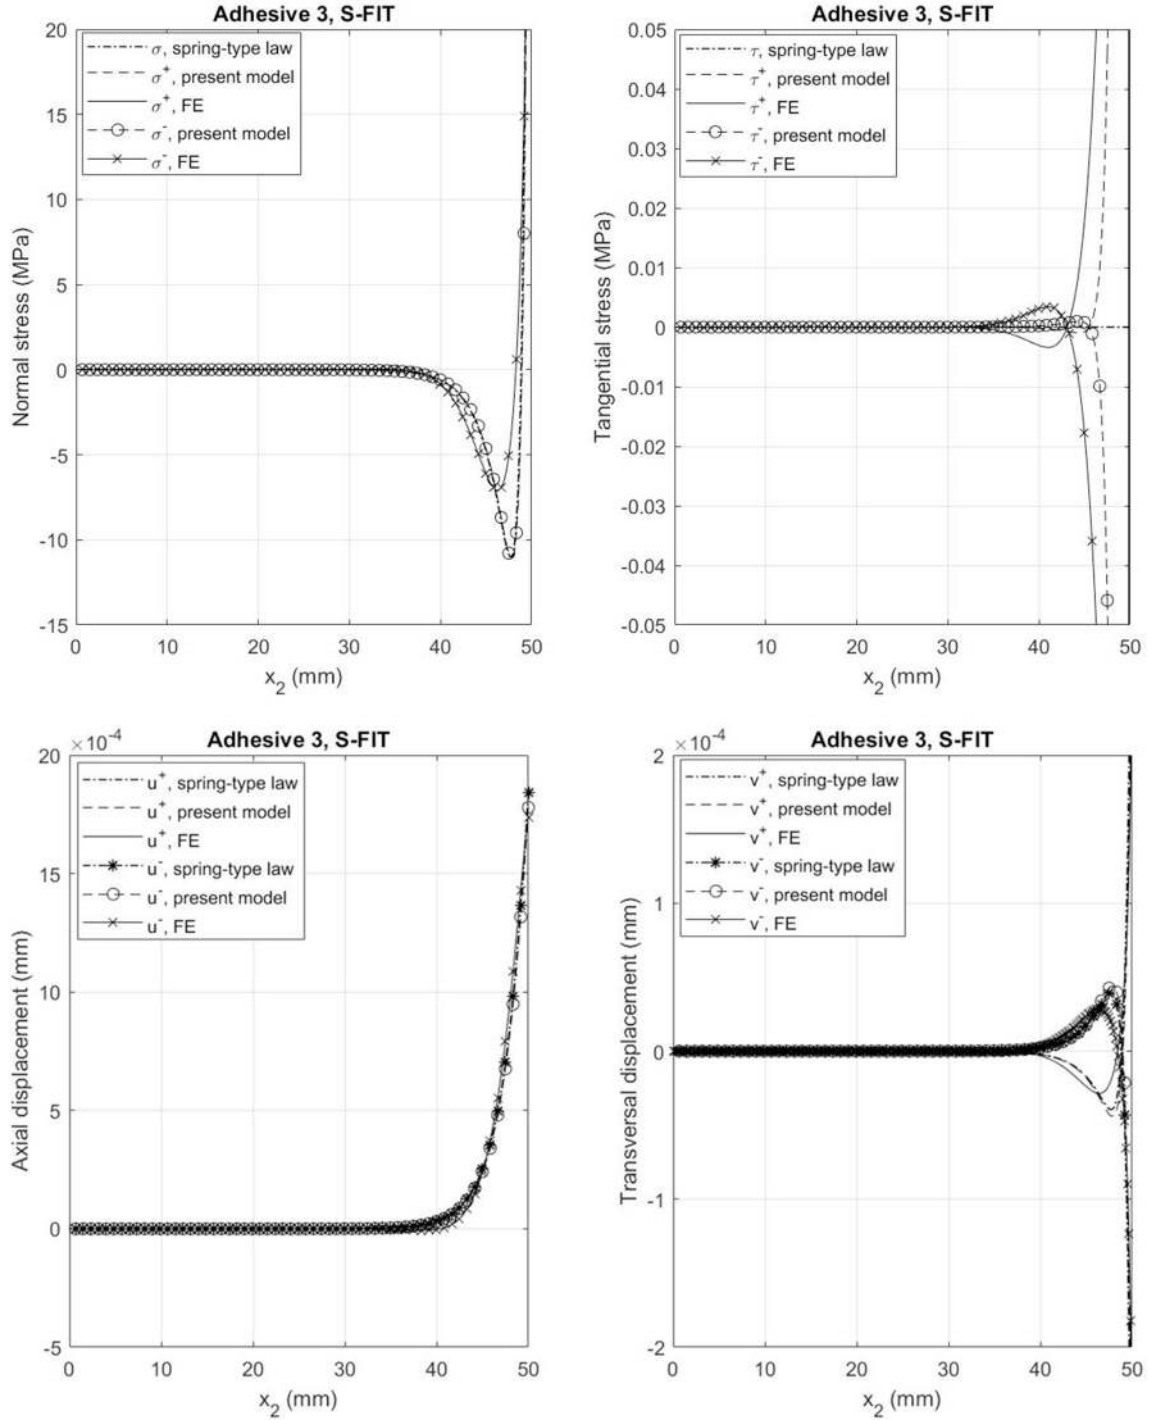 Adhesive 3, S-FIT
σ, spring-type law
σ+, present model
σ+, FE
σ-, present model
σ-, FE
20
15
10
5
0
-5
-10
-15
Normal stress (MPa)
0 10 20 30 40 50
x2 (mm)
Adhesive 3, S-FIT
τ, spring-type law
τ+, present model
τ+, FE
τ-, present model
τ-, FE
0.05
0.04
0.03
0.02
0.01
0
-0.01
-0.02
-0.03
-0.04
-0.05
Tangential stress (MPa)
0 10 20 30 40 50
x2 (mm)
Adhesive 3, S-FIT
×10-4
u+, spring-type law
u+, present model
u+, FE
u-, spring-type law
u-, present model
u-, FE
20
15
10
5
0
-5
Axial displacement (mm)
0 10 20 30 40 50
x2 (mm)
Adhesive 3, S-FIT
×10-4
v+, spring-type law
v+, present model
v+, FE
v-, spring-type law
v-, present model
v-, FE
2
1
0
-1
-2
Transversal displacement (mm)
0 10 20 30 40 50
x2 (mm)